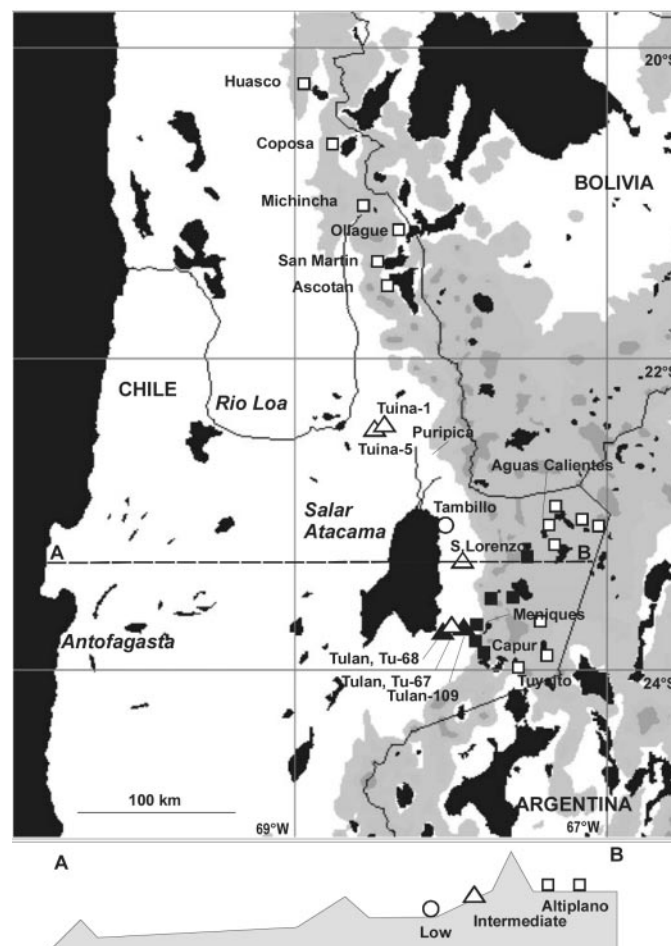 20°S
Huasco
Coposa
BOLIVIA
Michincha
Ollague
San Martin
Ascotan
22°S
CHILE
Rio Loa
Tuina-1
Puripica
Tuina-5
Aguas Calientes
Salar
Atacama
Tambillo
A
S.Lorenzo
B
Antofagasta
Meniques
Tulan, Tu-68
Capur
Tulan, Tu-67
Tuyaito
24°S
Tulan-109
100 km
ARGENTINA
69°W
67°W
A
B
Altiplano
Intermediate
Low